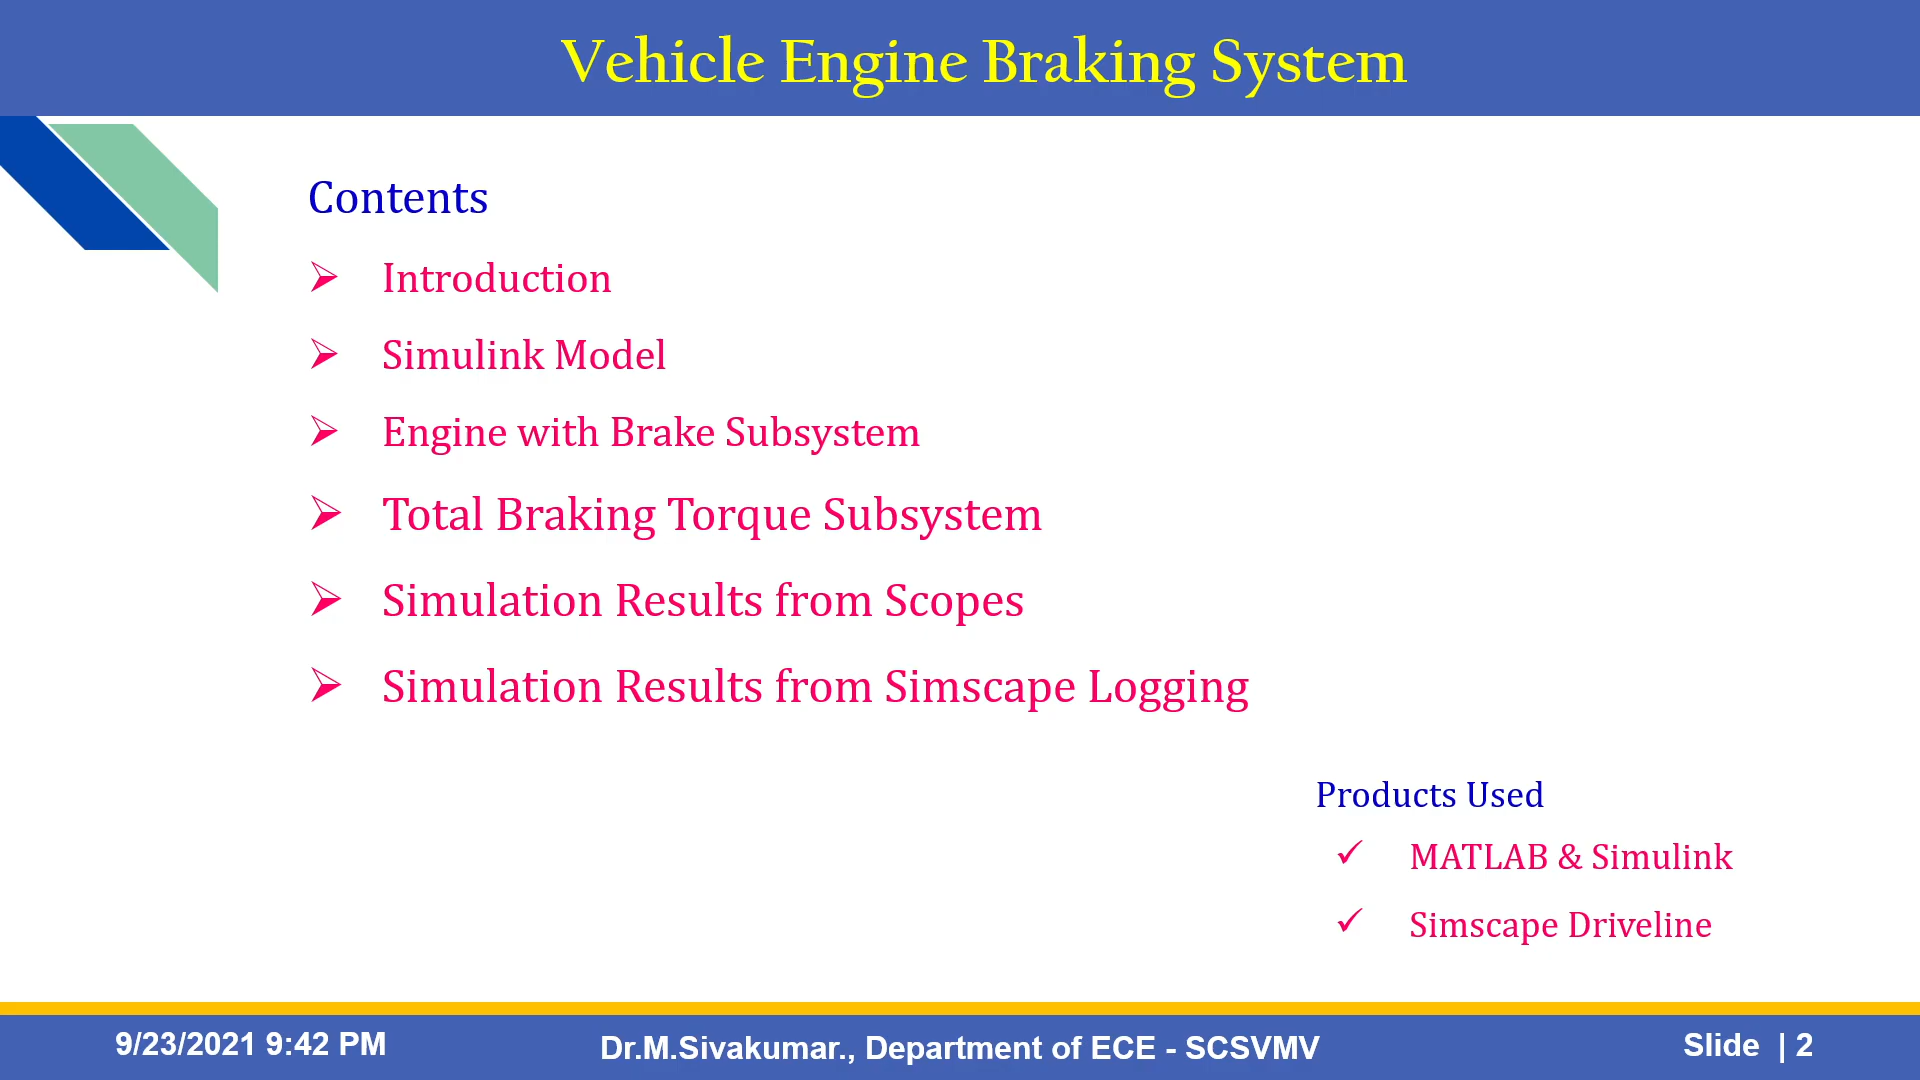 Vehicle Engine Braking System
Contents
➢ Introduction
➢ Simulink Model
➢ Engine with Brake Subsystem
➢ Total Braking Torque Subsystem
➢ Simulation Results from Scopes
➢ Simulation Results from Simscape Logging
Products Used
✓ MATLAB & Simulink
✓ Simscape Driveline
9/23/2021 9:42 PM
Dr.M.Sivakumar., Department of ECE - SCSVMV
Slide | 2